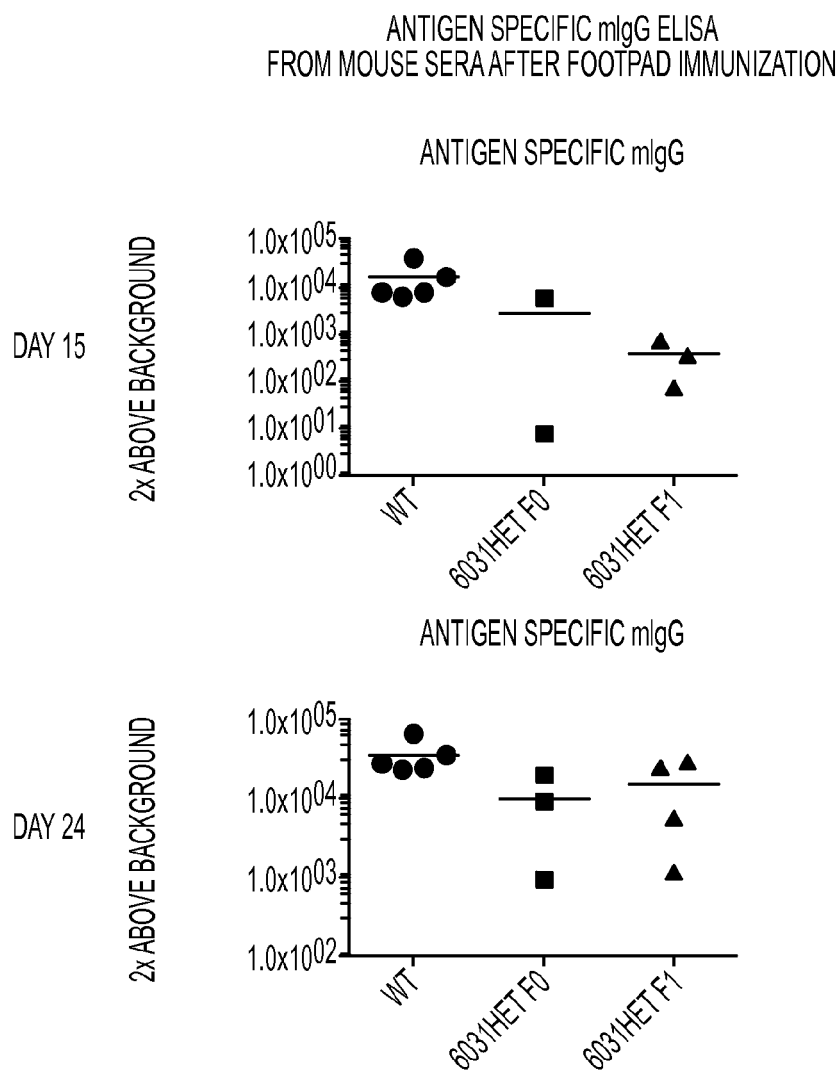 ANTIGEN SPECIFIC mIgG ELISA
FROM MOUSE SERA AFTER FOOTPAD IMMUNIZATION
ANTIGEN SPECIFIC mIgG
DAY 15
2x ABOVE BACKGROUND
1.0x10^05
1.0x10^04
1.0x10^03
1.0x10^02
1.0x10^01
1.0x10^00
WT
6031HET F0
6031HET F1
ANTIGEN SPECIFIC mIgG
DAY 24
2x ABOVE BACKGROUND
1.0x10^05
1.0x10^04
1.0x10^03
1.0x10^02
WT
6031HET F0
6031HET F1